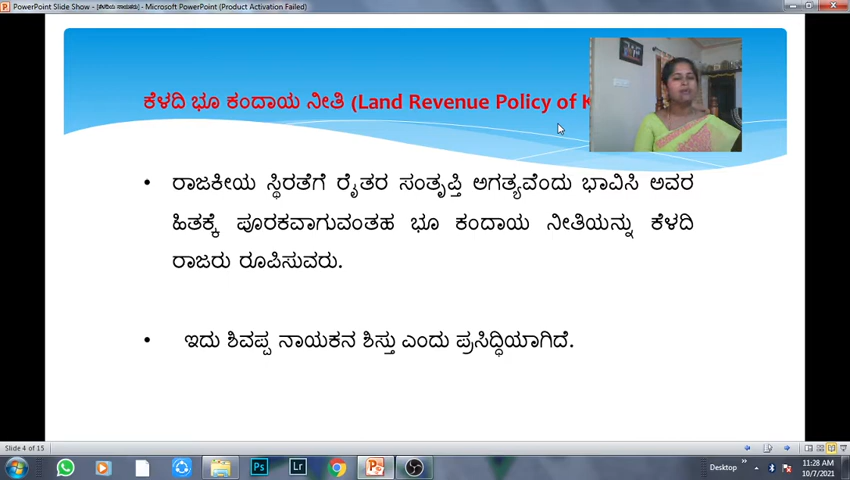 PowerPoint Slide Show - [ಕೆಳದಿಯ ನಾಯಕರು] - Microsoft PowerPoint (Product Activation Failed)
ಕೆಳದಿ ಭೂ ಕಂದಾಯ ನೀತಿ (Land Revenue Policy of K
• ರಾಜಕೀಯ ಸ್ಥಿರತೆಗೆ ರೈತರ ಸಂತೃಪ್ತಿ ಅಗತ್ಯವೆಂದು ಭಾವಿಸಿ ಅವರ
ಹಿತಕ್ಕೆ ಪೂರಕವಾಗುವಂತಹ ಭೂ ಕಂದಾಯ ನೀತಿಯನ್ನು ಕೆಳದಿ
ರಾಜರು ರೂಪಿಸುವರು.
• ಇದು ಶಿವಪ್ಪ ನಾಯಕನ ಶಿಸ್ತು ಎಂದು ಪ್ರಸಿದ್ಧಿಯಾಗಿದೆ.
Slide 4 of 15
Ps
Lr
Desktop
11:28 AM
10/7/2021